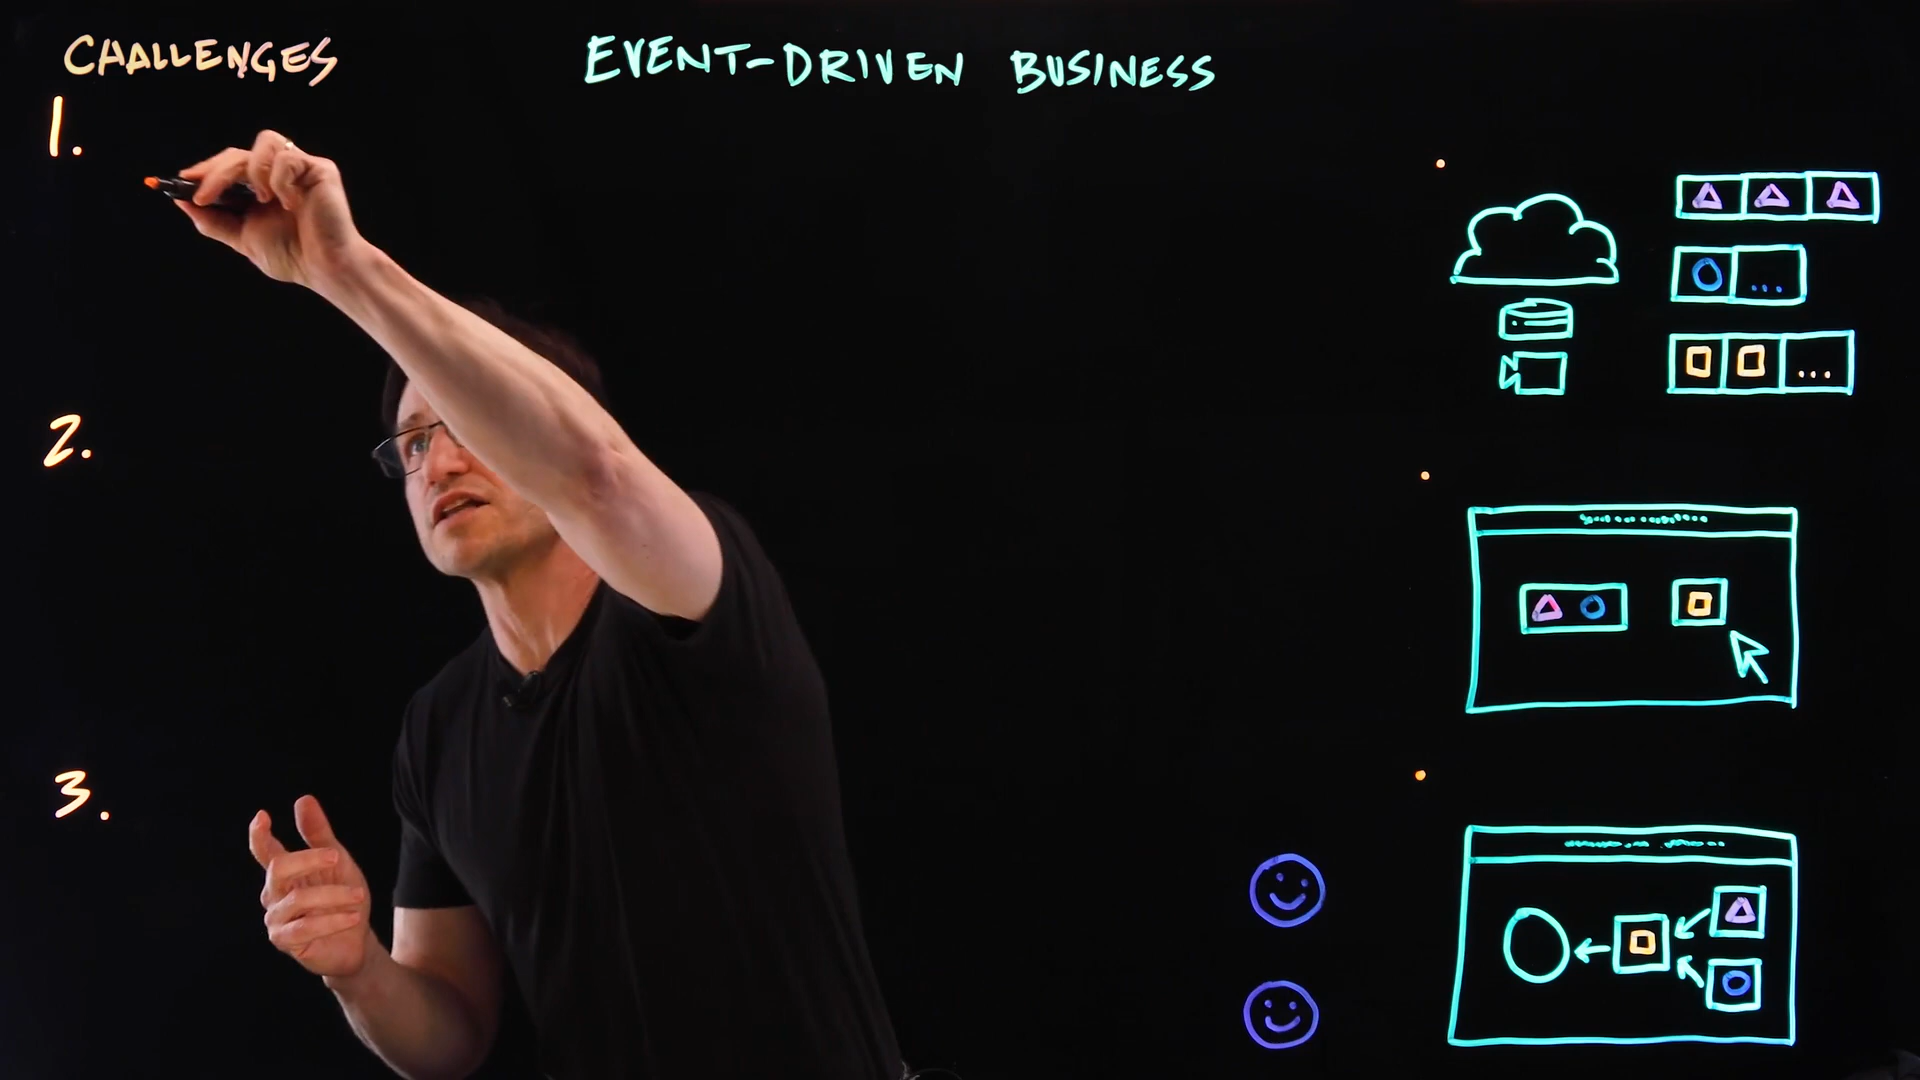 CHALLENGES
EVENT-DRIVEN BUSINESS
1.
2.
3.
...
...